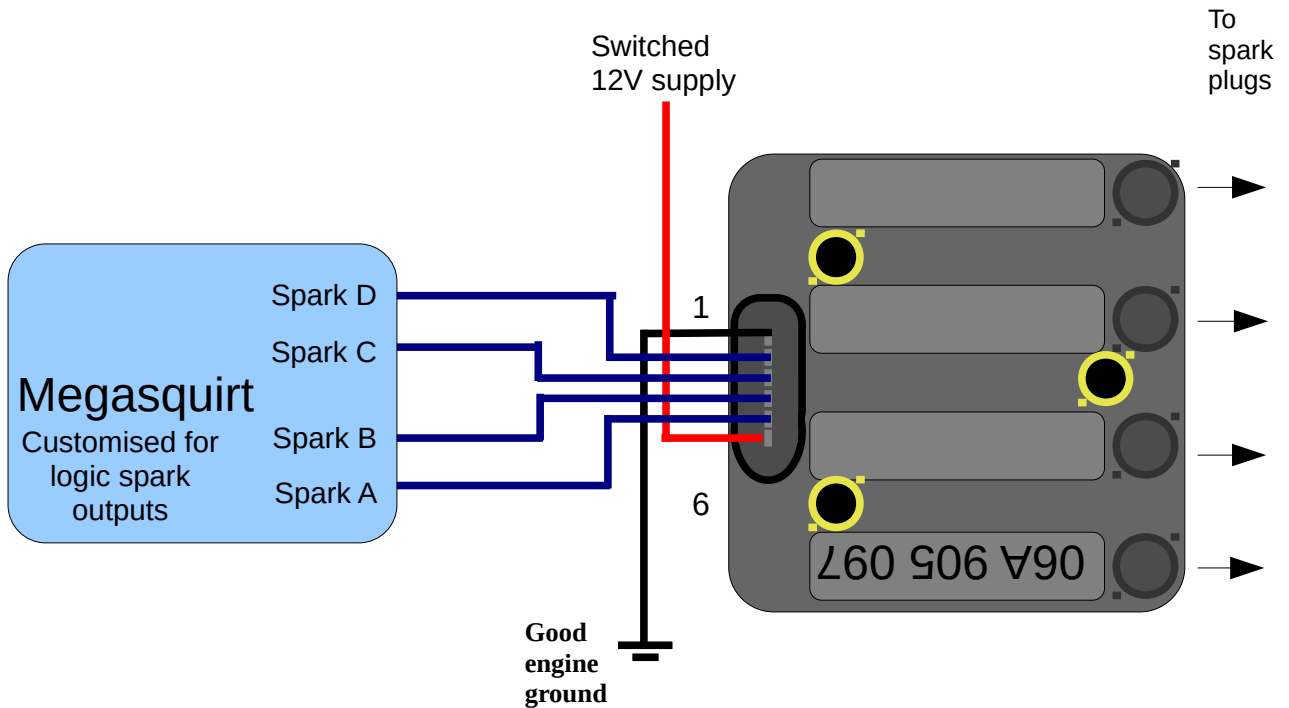 To
spark
plugs
Switched
12V supply
Spark D
1
Spark C
Megasquirt
Customised for
logic spark
outputs
Spark B
Spark A
6
06A 905 097
Good
engine
ground